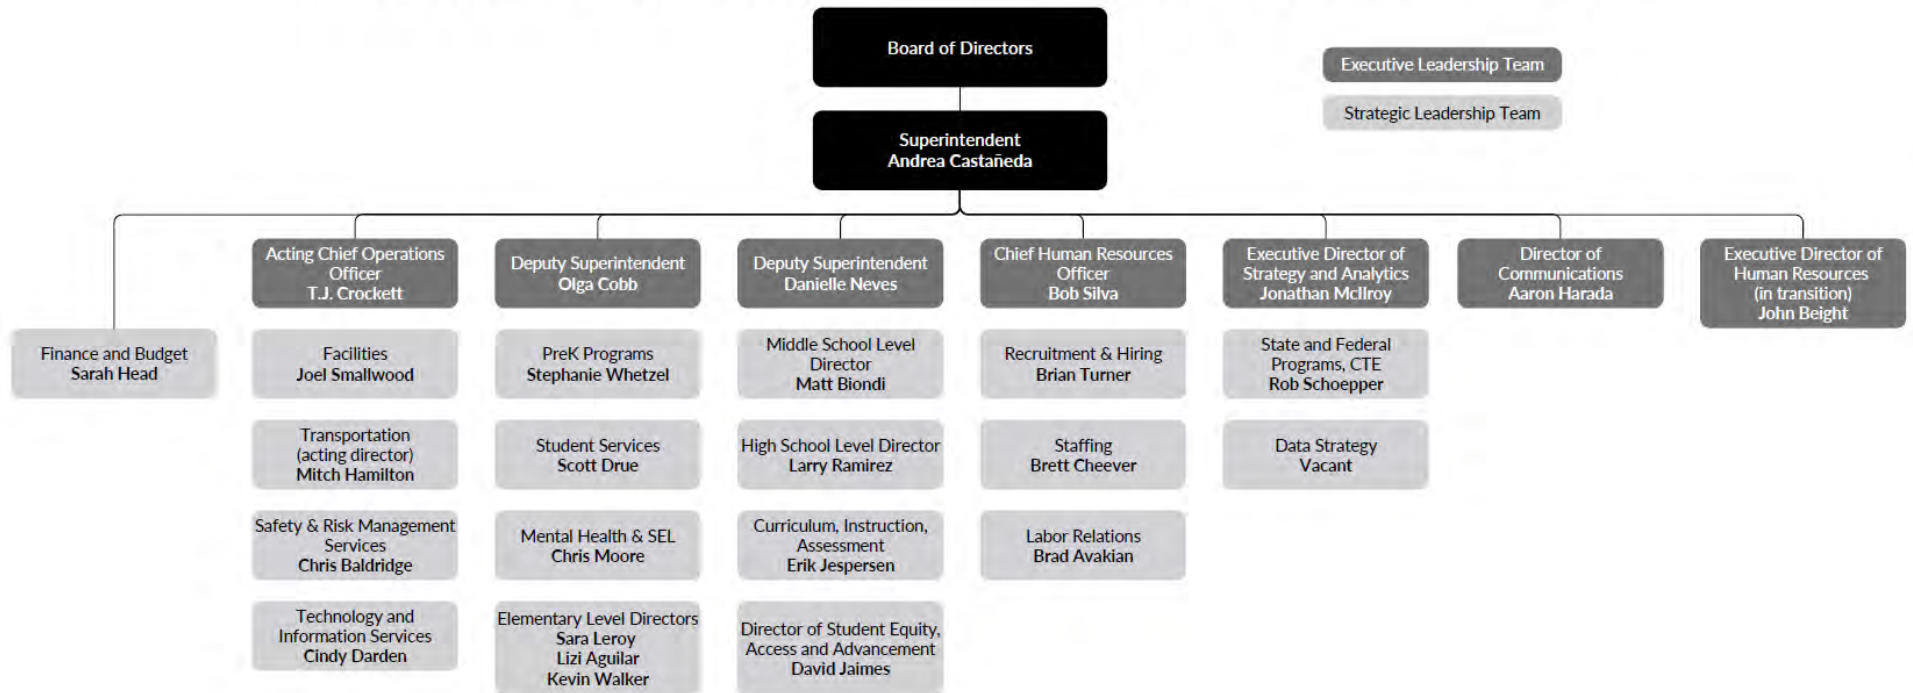 Board of Directors
Executive Leadership Team
Strategic Leadership Team
Superintendent
Andrea Castañeda
Finance and Budget
Sarah Head
Acting Chief Operations
Officer
T.J. Crockett
Facilities
Joel Smallwood
Transportation
(acting director)
Mitch Hamilton
Safety & Risk Management
Services
Chris Baldridge
Technology and
Information Services
Cindy Darden
Deputy Superintendent
Olga Cobb
PreK Programs
Stephanie Whetzel
Student Services
Scott Drue
Mental Health & SEL
Chris Moore
Elementary Level Directors
Sara Leroy
Lizi Aguilar
Kevin Walker
Deputy Superintendent
Danielle Neves
Middle School Level
Director
Matt Biondi
High School Level Director
Larry Ramirez
Curriculum, Instruction,
Assessment
Erik Jespersen
Director of Student Equity,
Access and Advancement
David Jaimes
Chief Human Resources
Officer
Bob Silva
Recruitment & Hiring
Brian Turner
Staffing
Brett Cheever
Labor Relations
Brad Avakian
Executive Director of
Strategy and Analytics
Jonathan McIlroy
State and Federal
Programs, CTE
Rob Schoepper
Data Strategy
Vacant
Director of
Communications
Aaron Harada
Executive Director of
Human Resources
(in transition)
John Beight